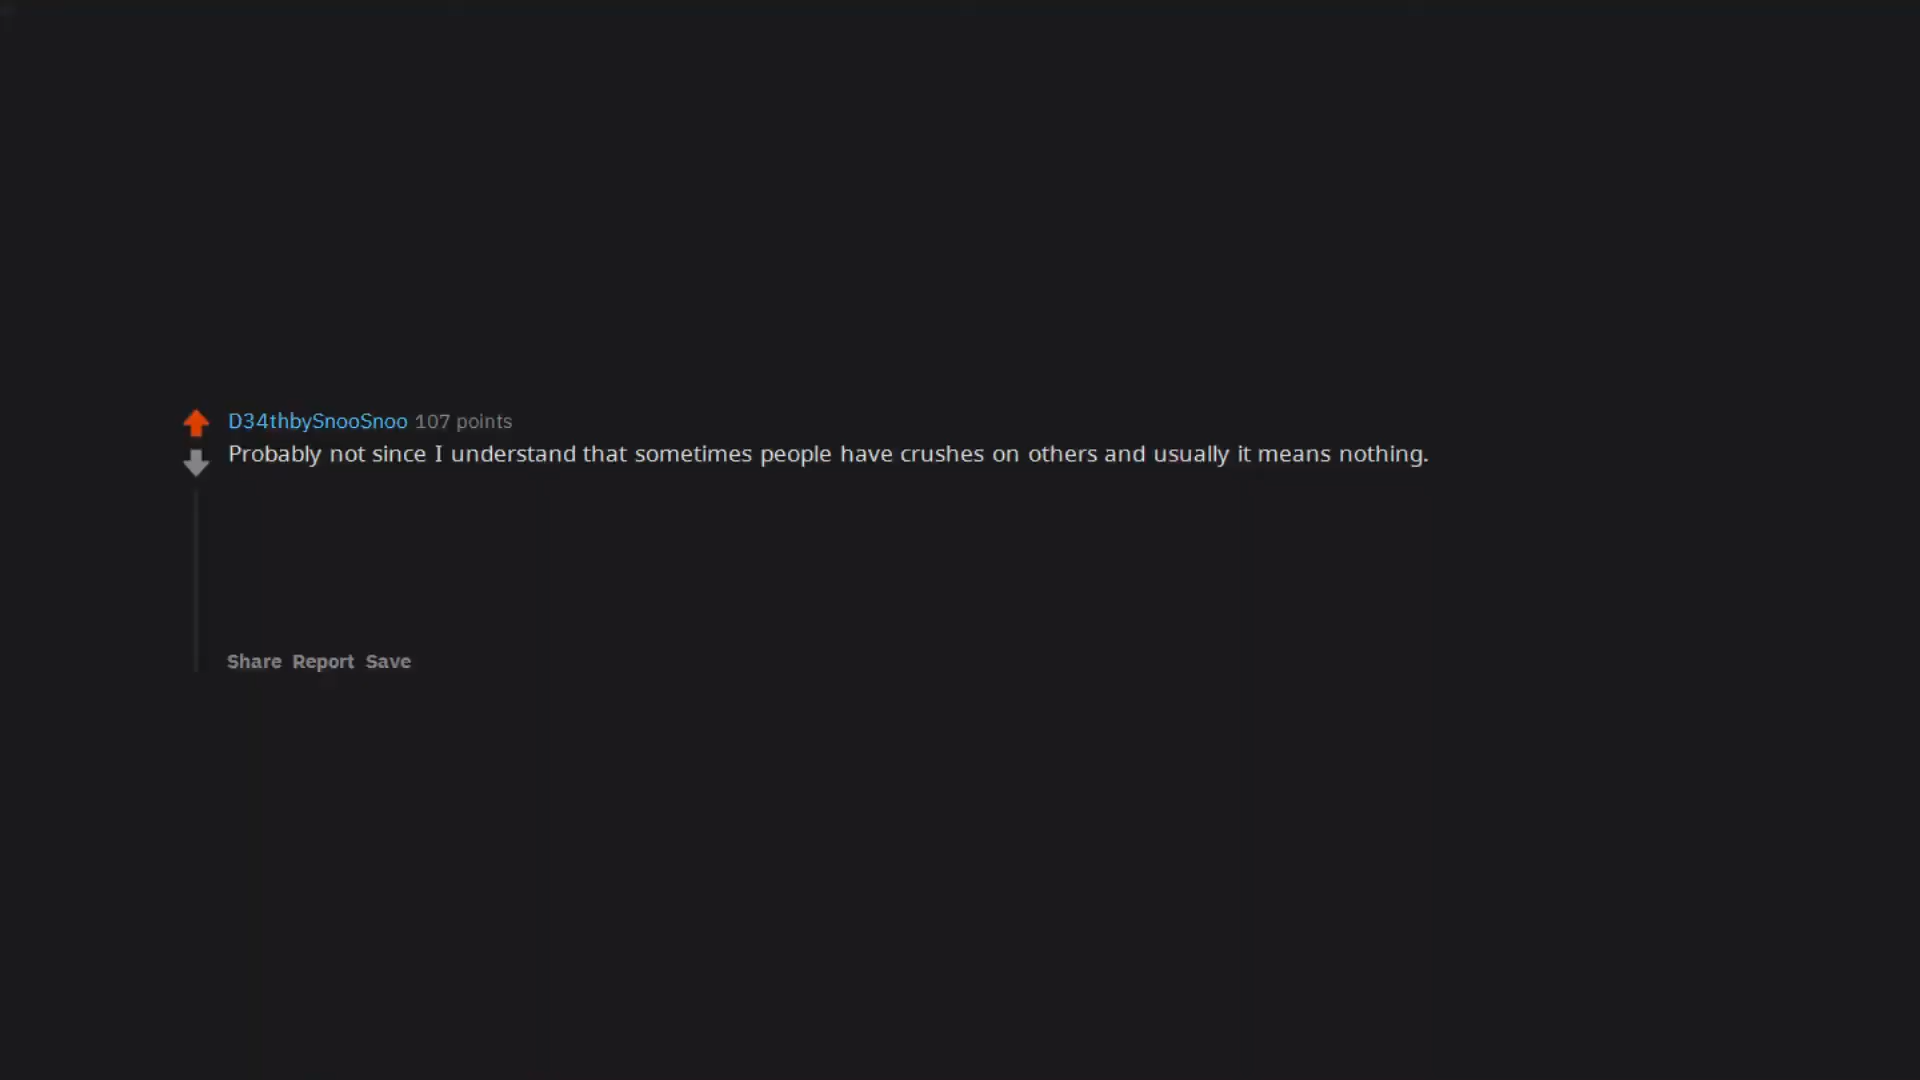 D34thbySnooSnoo 107 points
Probably not since I understand that sometimes people have crushes on others and usually it means nothing.
Share Report Save